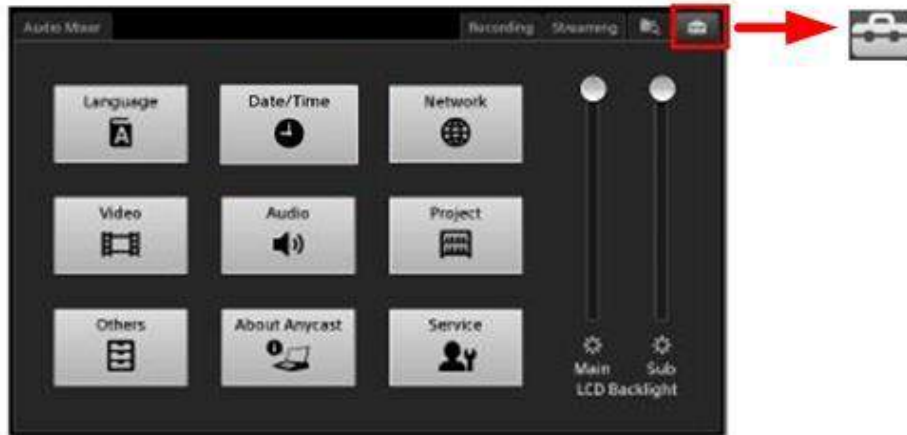 Audio Mixer
Recording
Streaming
Language
A
Date/Time
Network
Video
Audio
Project
Others
About Anycast
Service
Main
Sub
LCD Backlight